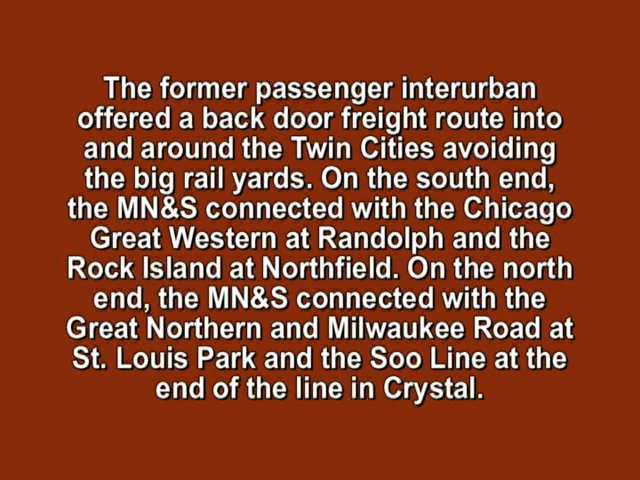 The former passenger interurban
offered a back door freight route into
and around the Twin Cities avoiding
the big rail yards. On the south end,
the MN&S connected with the Chicago
Great Western at Randolph and the
Rock Island at Northfield. On the north
end, the MN&S connected with the
Great Northern and Milwaukee Road at
St. Louis Park and the Soo Line at the
end of the line in Crystal.